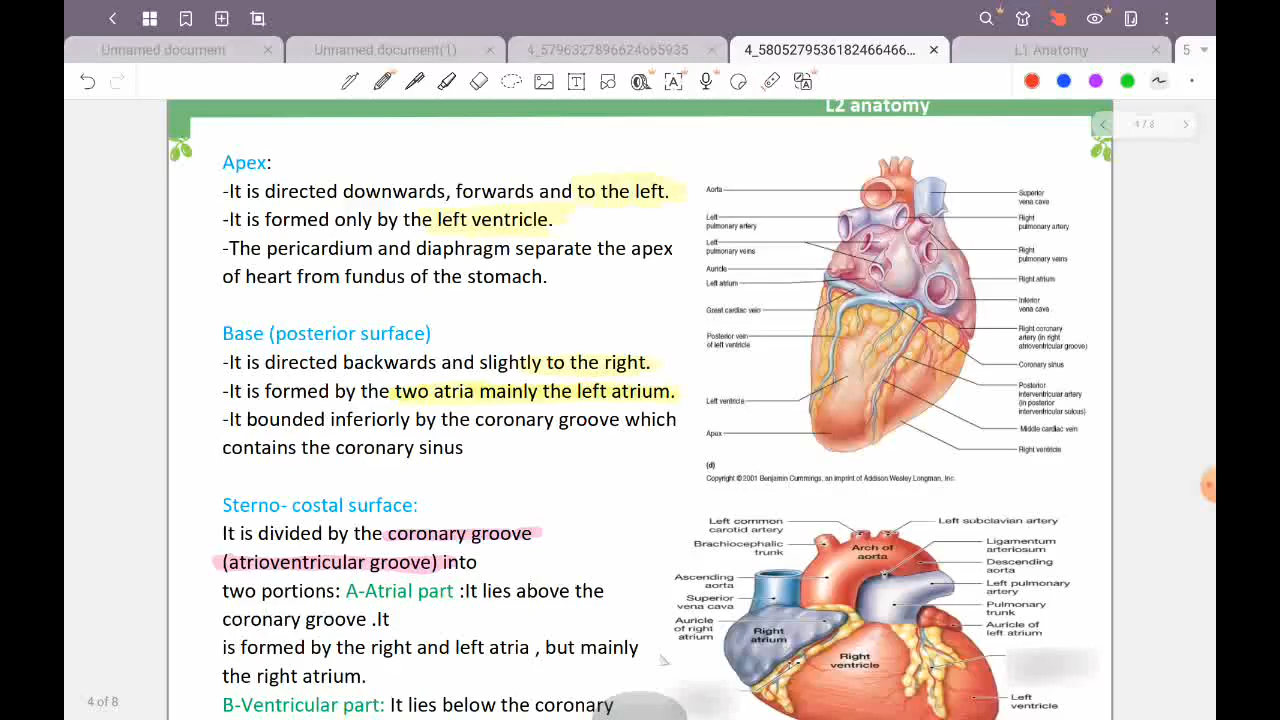 Unnamed document
Unnamed document(1)
4_5796327896624665935
4_5805279536182466466...
L1 Anatomy
5
L2 anatomy
4 / 8
Apex:
-It is directed downwards, forwards and to the left.
-It is formed only by the left ventricle.
-The pericardium and diaphragm separate the apex
of heart from fundus of the stomach.
Base (posterior surface)
-It is directed backwards and slightly to the right.
-It is formed by the two atria mainly the left atrium.
-It bounded inferiorly by the coronary groove which
contains the coronary sinus
Sterno- costal surface:
It is divided by the coronary groove
(atrioventricular groove) into
two portions: A-Atrial part :It lies above the
coronary groove .It
is formed by the right and left atria , but mainly
the right atrium.
B-Ventricular part: It lies below the coronary
4 of 8
Aorta
Left
pulmonary artery
Left
pulmonary veins
Auricle
Left atrium
Great cardiac vein
Posterior vein
of left ventricle
Left ventricle
Apex
Superior
vena cave
Right
pulmonary artery
Right
pulmonary veins
Right atrium
Inferior
vena cave
Right coronary
artery (in right
atrioventricular groove)
Coronary sinus
Posterior
interventricular artery
(in posterior
interventricular sulcus)
Middle cardiac vein
Right ventricle
(d)
Copyright ©2001 Benjamin Cummings, an imprint of Addison Wesley Longman, Inc.
Left common
carotid artery
Brachiocephalic
trunk
Ascending
aorta
Superior
vena cava
Auricle
of right
atrium
Arch of
aorta
Right
atrium
Right
ventricle
Left subclavian artery
Ligamentum
arteriosum
Descending
aorta
Left pulmonary
artery
Pulmonary
trunk
Auricle of
left atrium
Left
ventricle